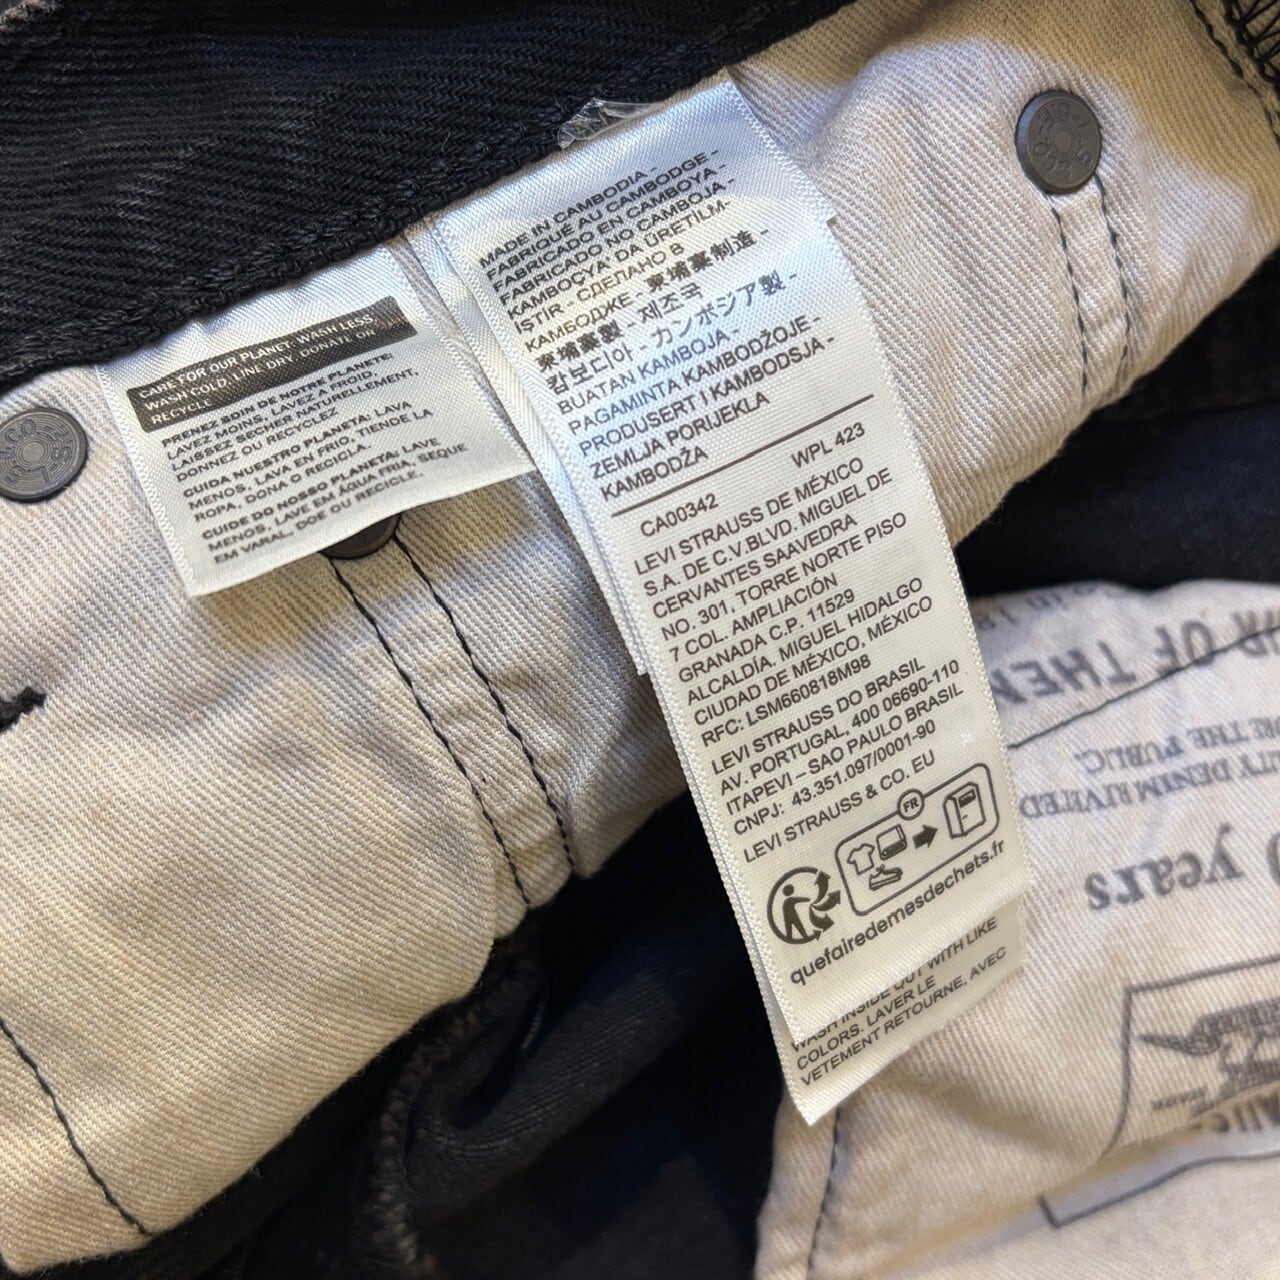 CARE FOR OUR PLANET: WASH LESS,
WASH COLD, LINE DRY, DONATE OR
RECYCLE
PRENEZ SOIN DE NOTRE PLANETE:
LAVEZ MOINS, LAVEZ A FROID,
LAISSEZ SECHER NATURELLEMENT,
DONNEZ OU RECYCLEZ
CUIDA NUESTRO PLANETA: LAVA
MENOS, LAVA EN FRIO, TIENDE LA
ROPA, DONA O RECICLA.
CUIDE DO NOSSO PLANETA: LAVE
MENOS, LAVE EM ÁGUA FRIA, SEQUE
EM VARAL, DOE OU RECICLE.
MADE IN CAMBODIA -
FABRIQUÉ AU CAMBODGE -
FABRICADO EN CAMBOYA -
FABRICADO NO CAMBOJA -
KAMBOÇYA' DA ÜRETİLM-
IŞTIR - СДЕЛАНО В
КАМБОДЖЕ - 柬埔寨制造 -
柬埔寨製 - 제조국
캄보디아 - カンボジア製 -
BUATAN KAMBOJA -
PAGAMINTA KAMBODŽOJE -
PRODUSERT I KAMBODSJA -
ZEMLJA PORIJEKLA
KAMBODŽA
CA00342 WPL 423
LEVI STRAUSS DE MÉXICO
S.A. DE C.V.BLVD. MIGUEL DE
CERVANTES SAAVEDRA
NO. 301, TORRE NORTE PISO
7 COL. AMPLIACIÓN
GRANADA C.P. 11529
ALCALDÍA. MIGUEL HIDALGO
CIUDAD DE MÉXICO, MÉXICO
RFC: LSM660818M98
LEVI STRAUSS DO BRASIL
AV. PORTUGAL, 400 06690-110
ITAPEVI – SAO PAULO BRASIL
CNPJ: 43.351.097/0001-90
LEVI STRAUSS & CO. EU
FR
quefairedemesdechets.fr
WASH INSIDE OUT WITH LIKE
COLORS. LAVER LE
VETEMENT RETOURNE, AVEC
OF THEM
DENIM RIVETED
THE PUBLIC.
years